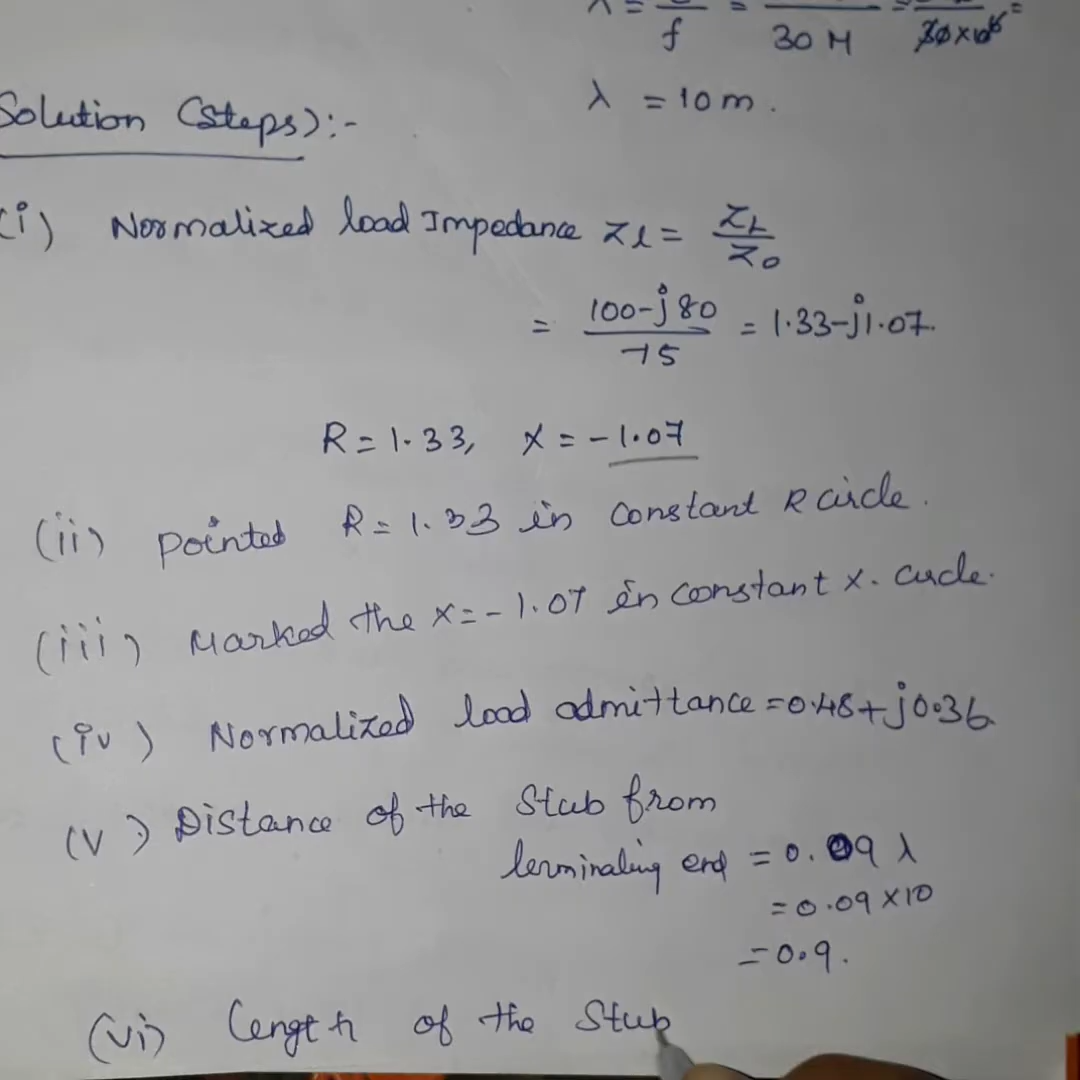 λ = / f = / 30 M = / 30×10⁶ =
λ = 10 m.
Solution (Steps):-
(i) Normalized load Impedance Zl = ZL / Z0
= 100-j80 / 75 = 1.33-j1.07.
R = 1.33, X = -1.07
(ii) pointed R = 1.33 in constant R circle.
(iii) Marked the X = -1.07 in constant X. circle.
(iv) Normalized load admittance = 0.48+j0.36
(v) Distance of the Stub from
terminating end = 0.09 λ
= 0.09 × 10
= 0.9.
(vi) Length of the Stub